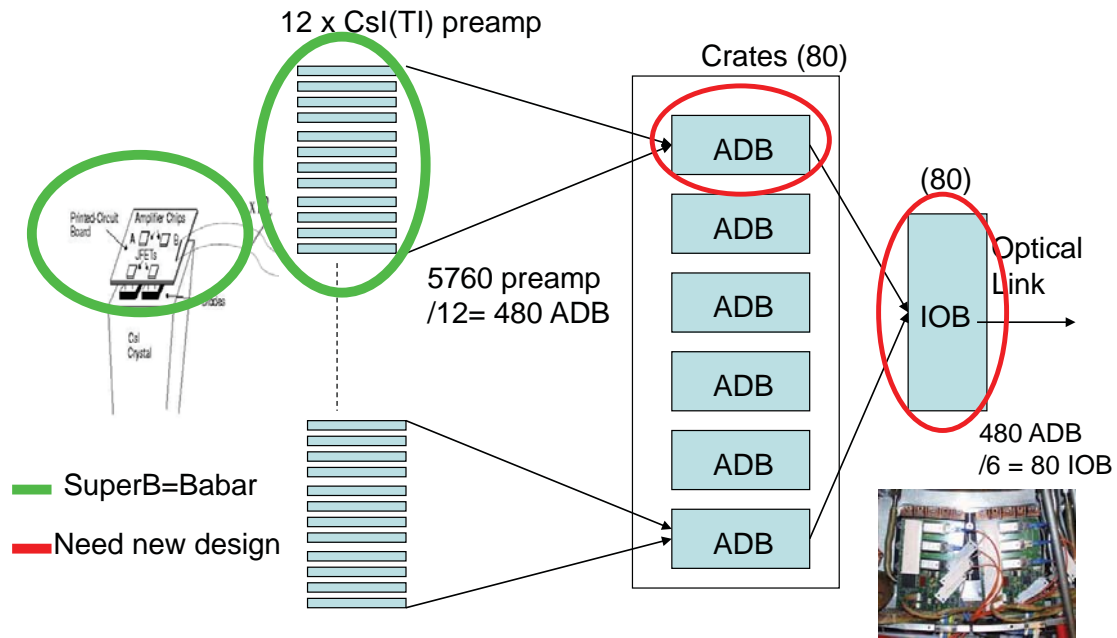 12 x CsI(Tl) preamp
Crates (80)
ADB
ADB
ADB
ADB
ADB
ADB
(80)
IOB
Optical
Link
Printed-Circuit
Board
Amplifier Chips
A
B
JFETs
CsI
Crystal
5760 preamp
/12= 480 ADB
480 ADB
/6 = 80 IOB
SuperB=Babar
Need new design